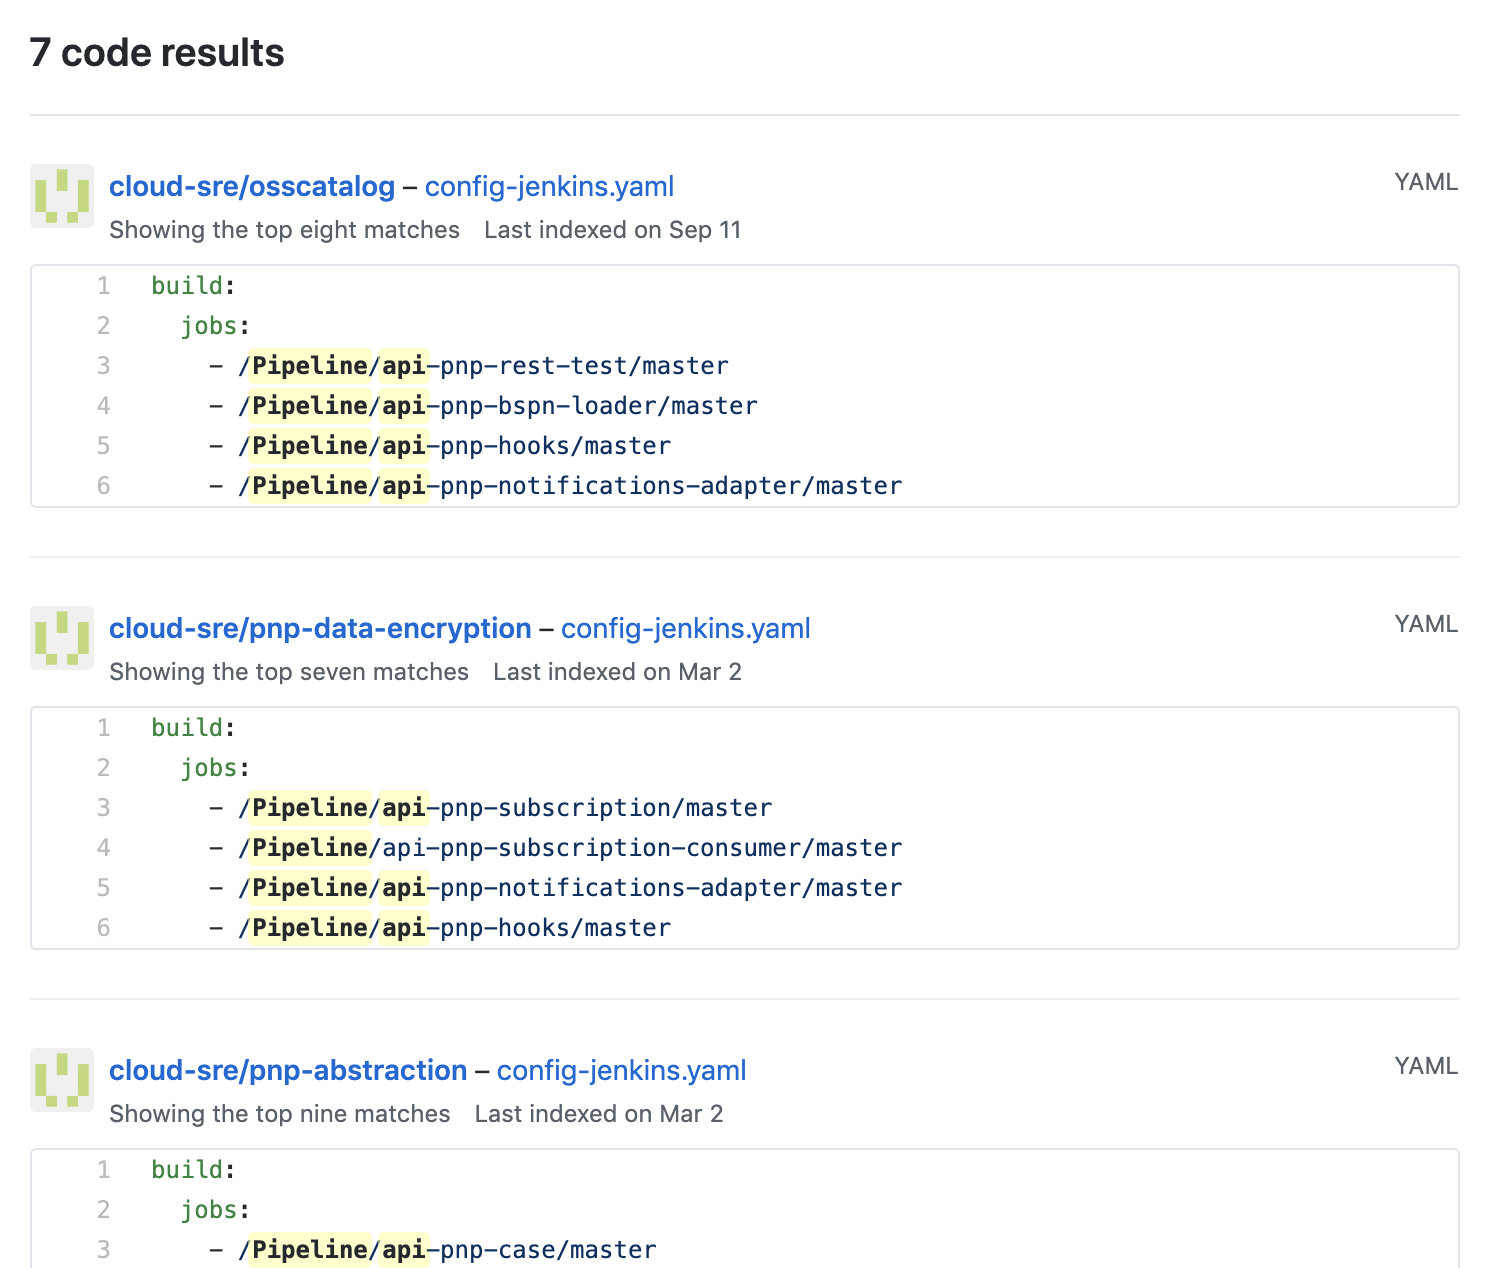 7 code results
cloud-sre/osscatalog – config-jenkins.yaml YAML
Showing the top eight matches Last indexed on Sep 11
1 build:
2 jobs:
3 - /Pipeline/api-pnp-rest-test/master
4 - /Pipeline/api-pnp-bspn-loader/master
5 - /Pipeline/api-pnp-hooks/master
6 - /Pipeline/api-pnp-notifications-adapter/master
cloud-sre/pnp-data-encryption – config-jenkins.yaml YAML
Showing the top seven matches Last indexed on Mar 2
1 build:
2 jobs:
3 - /Pipeline/api-pnp-subscription/master
4 - /Pipeline/api-pnp-subscription-consumer/master
5 - /Pipeline/api-pnp-notifications-adapter/master
6 - /Pipeline/api-pnp-hooks/master
cloud-sre/pnp-abstraction – config-jenkins.yaml YAML
Showing the top nine matches Last indexed on Mar 2
1 build:
2 jobs:
3 - /Pipeline/api-pnp-case/master